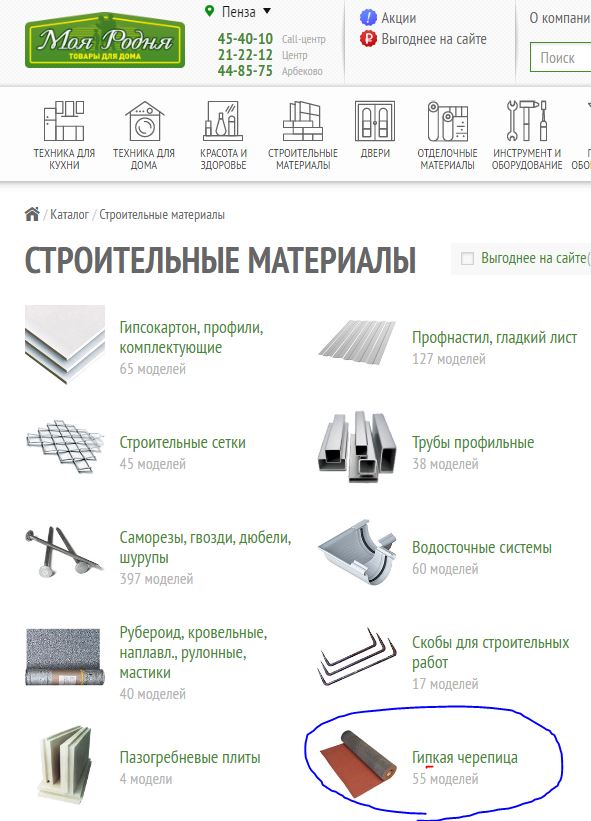 Моя Родня
ТОВАРЫ ДЛЯ ДОМА
Пенза
45-40-10 Call-центр
21-22-12 Центр
44-85-75 Арбеково
Акции
Выгоднее на сайте
О компани
Поиск
ТЕХНИКА ДЛЯ
КУХНИ
ТЕХНИКА ДЛЯ
ДОМА
КРАСОТА И
ЗДОРОВЬЕ
СТРОИТЕЛЬНЫЕ
МАТЕРИАЛЫ
ДВЕРИ
ОТДЕЛОЧНЫЕ
МАТЕРИАЛЫ
ИНСТРУМЕНТ И
ОБОРУДОВАНИЕ
ОБО
/ Каталог / Строительные материалы
СТРОИТЕЛЬНЫЕ МАТЕРИАЛЫ
Выгоднее на сайте(
Гипсокартон, профили,
комплектующие
65 моделей
Профнастил, гладкий лист
127 моделей
Строительные сетки
45 моделей
Трубы профильные
38 моделей
Саморезы, гвозди, дюбели,
шурупы
397 моделей
Водосточные системы
60 моделей
Рубероид, кровельные,
наплавл., рулонные,
мастики
40 моделей
Скобы для строительных
работ
17 моделей
Пазогребневые плиты
4 модели
Гипкая черепица
55 моделей